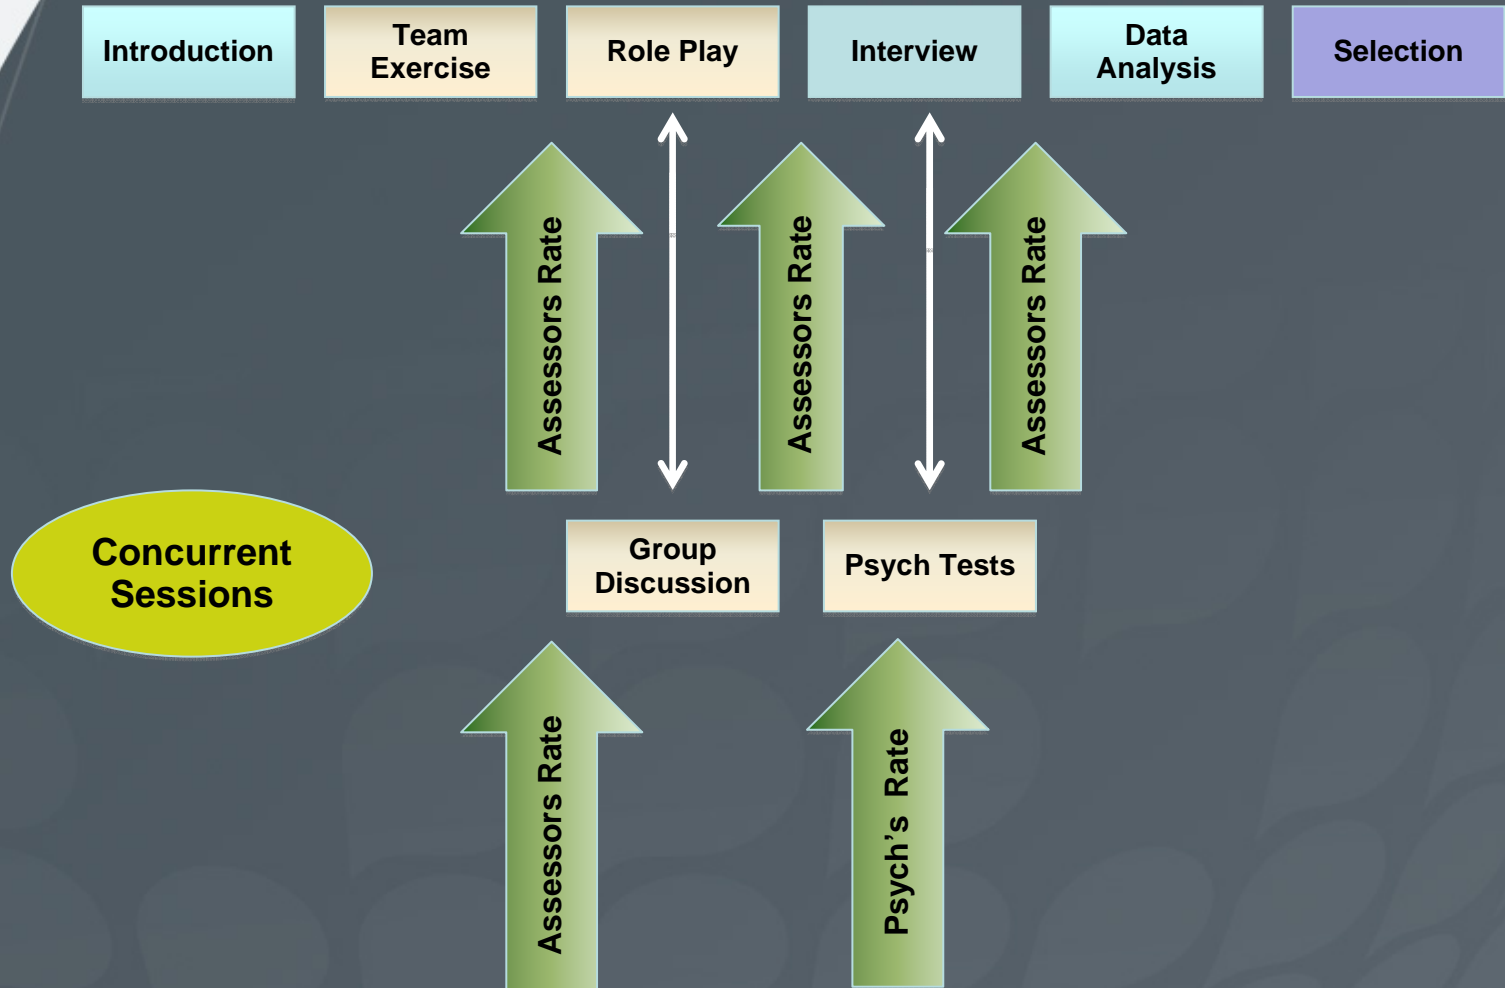 Introduction
Team
Exercise
Role Play
Interview
Data
Analysis
Selection
Assessors Rate
Assessors Rate
Assessors Rate
Concurrent
Sessions
Group
Discussion
Psych Tests
Assessors Rate
Psych’s Rate